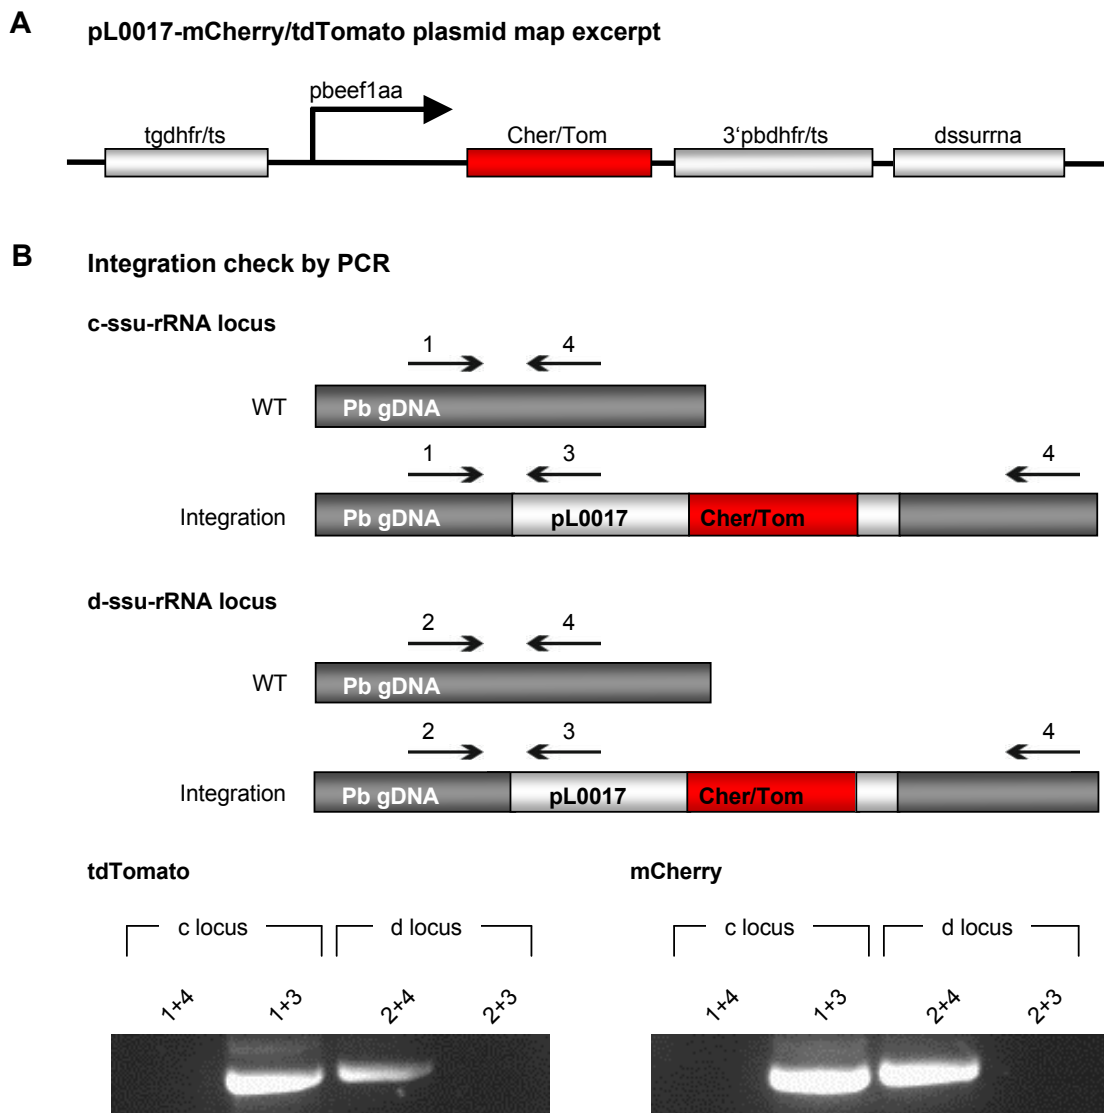 A
pL0017-mCherry/tdTomato plasmid map excerpt
pbeef1aa
tgdhfr/ts
Cher/Tom
3‘pbdhfr/ts
dssurrna
B
Integration check by PCR
c-ssu-rRNA locus
1
4
WT
Pb gDNA
1
3
4
Integration
Pb gDNA
pL0017
Cher/Tom
d-ssu-rRNA locus
2
4
WT
Pb gDNA
2
3
4
Integration
Pb gDNA
pL0017
Cher/Tom
tdTomato
c locus
d locus
1+4
1+3
2+4
2+3
mCherry
c locus
d locus
1+4
1+3
2+4
2+3